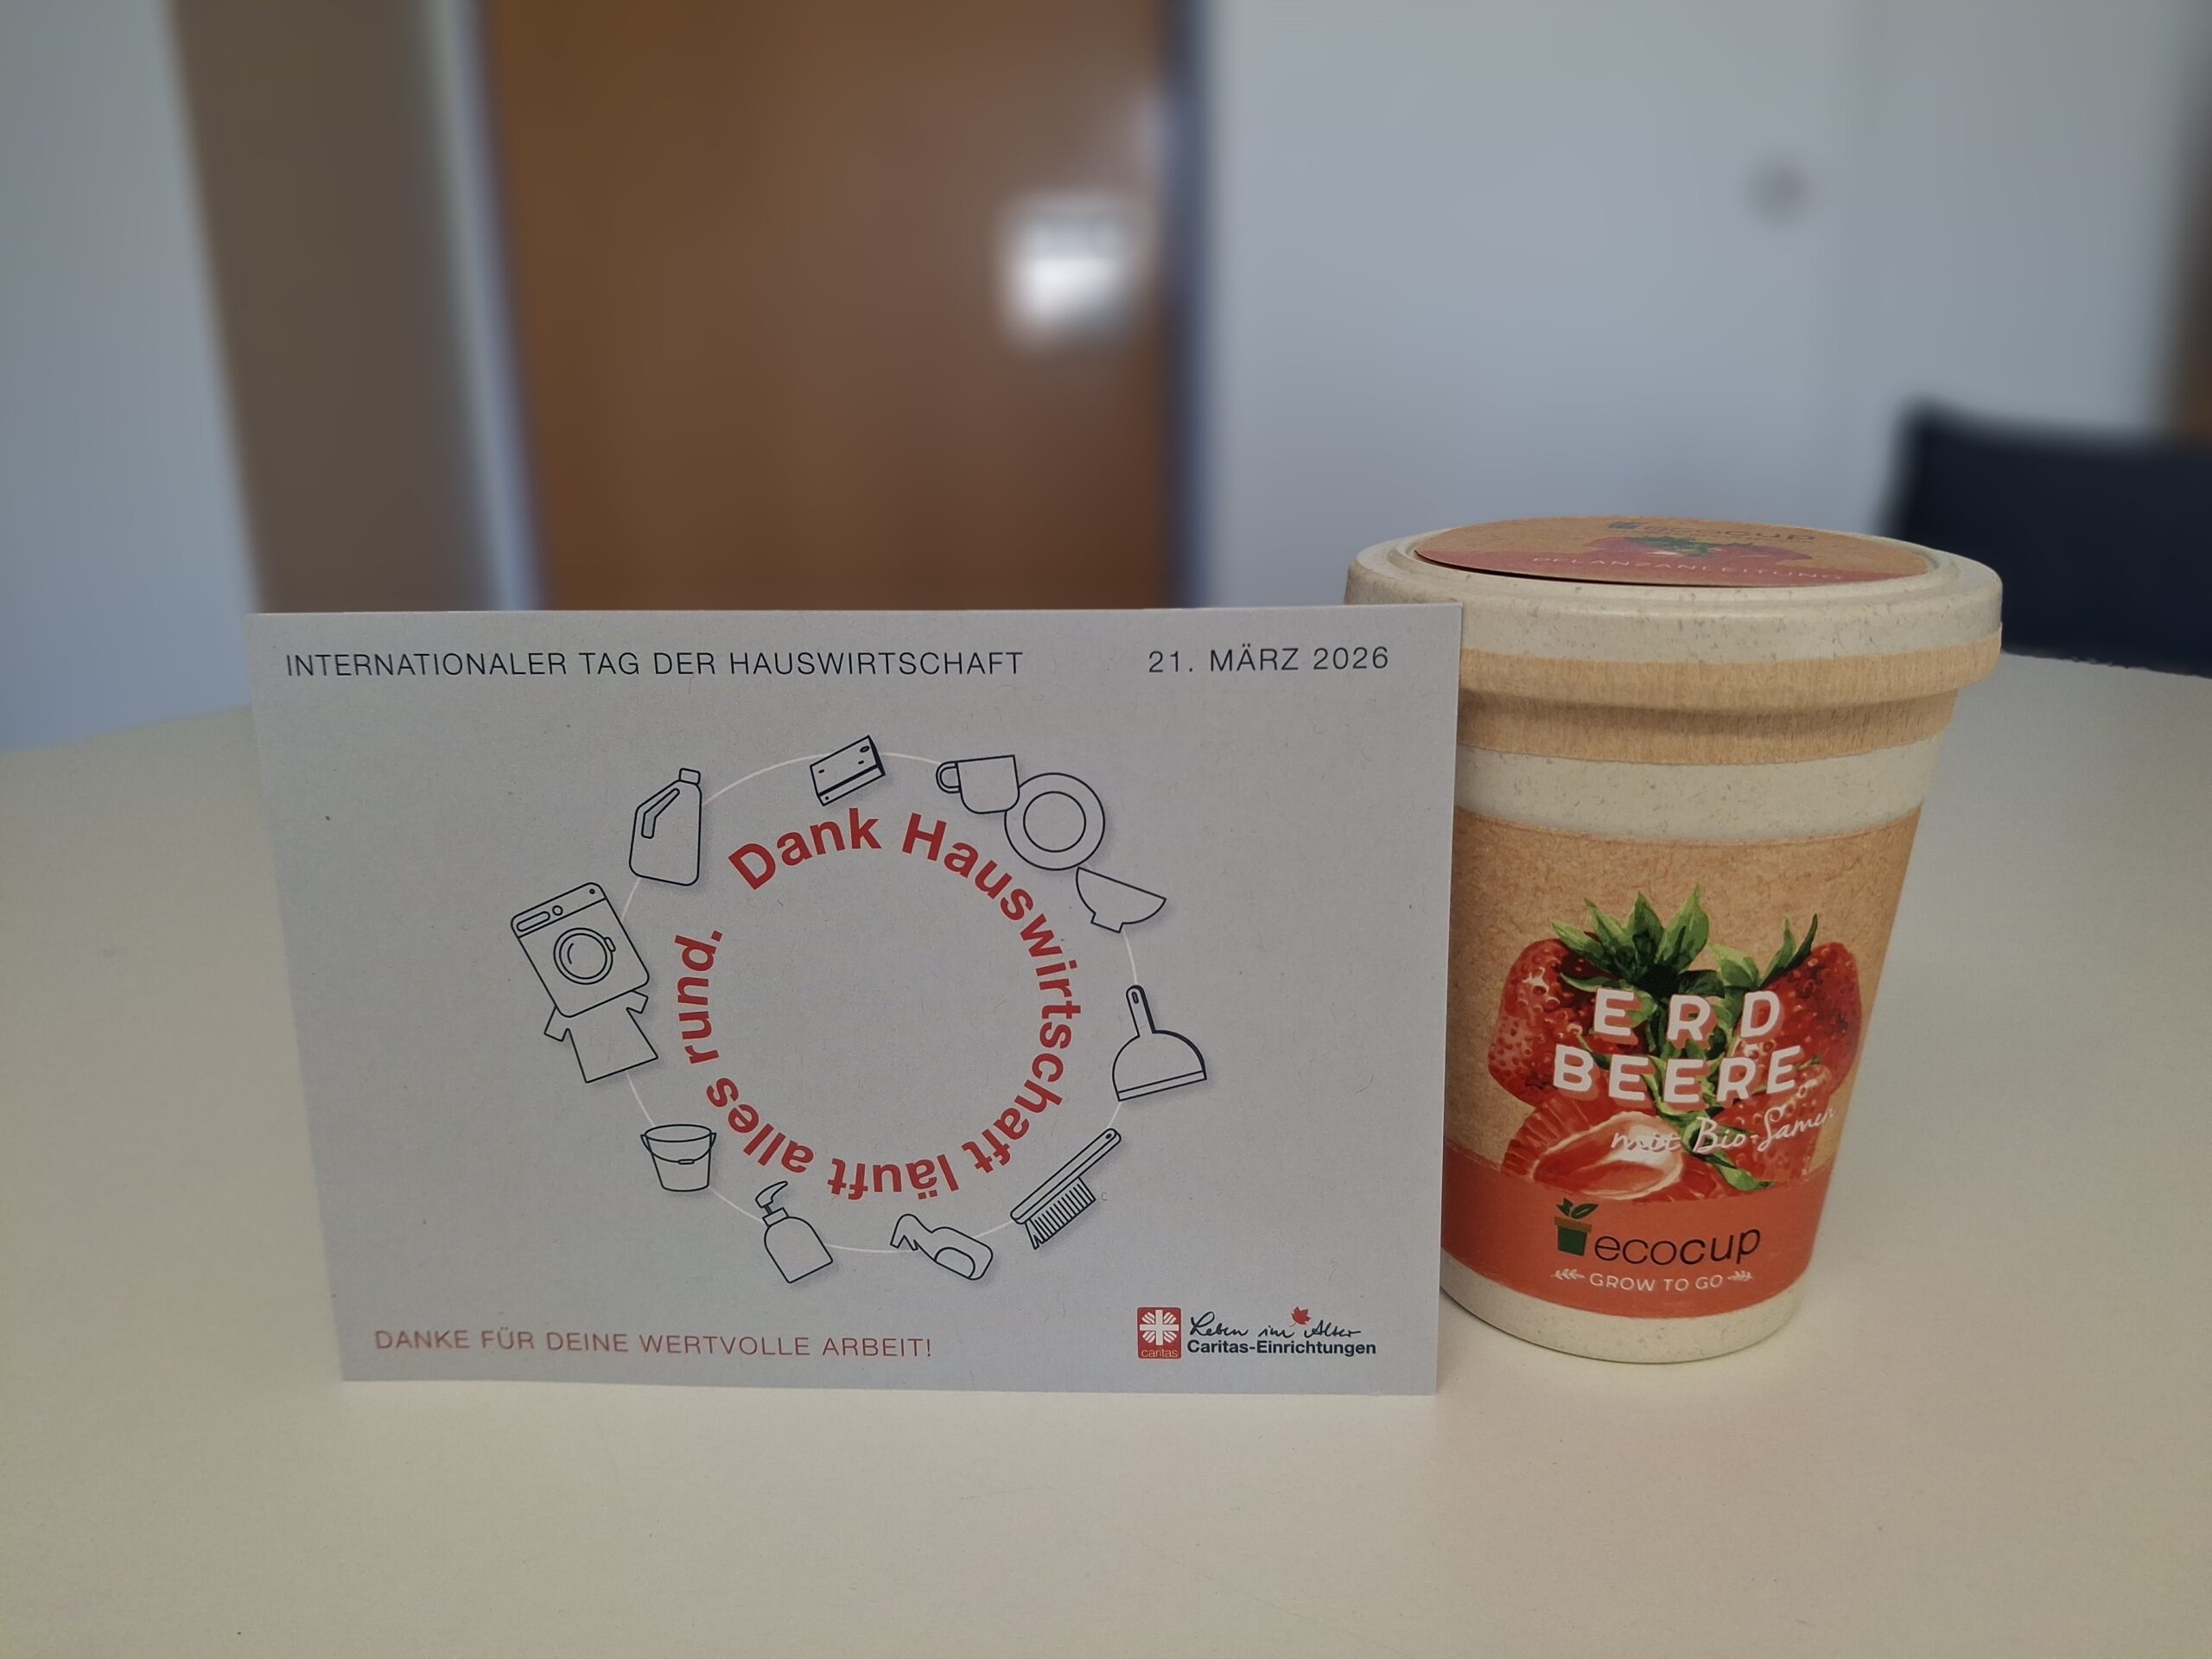 INTERNATIONALER TAG DER HAUSWIRTSCHAFT
21. MÄRZ 2026
Dank Hauswirtschaft läuft alles rund.
DANKE FÜR DEINE WERTVOLLE ARBEIT!
caritas
Leben im Alter
Caritas-Einrichtungen
ecocup
PFLANZANLEITUNG
ERD
BEERE
mit Bio-Samen
ecocup
GROW TO GO